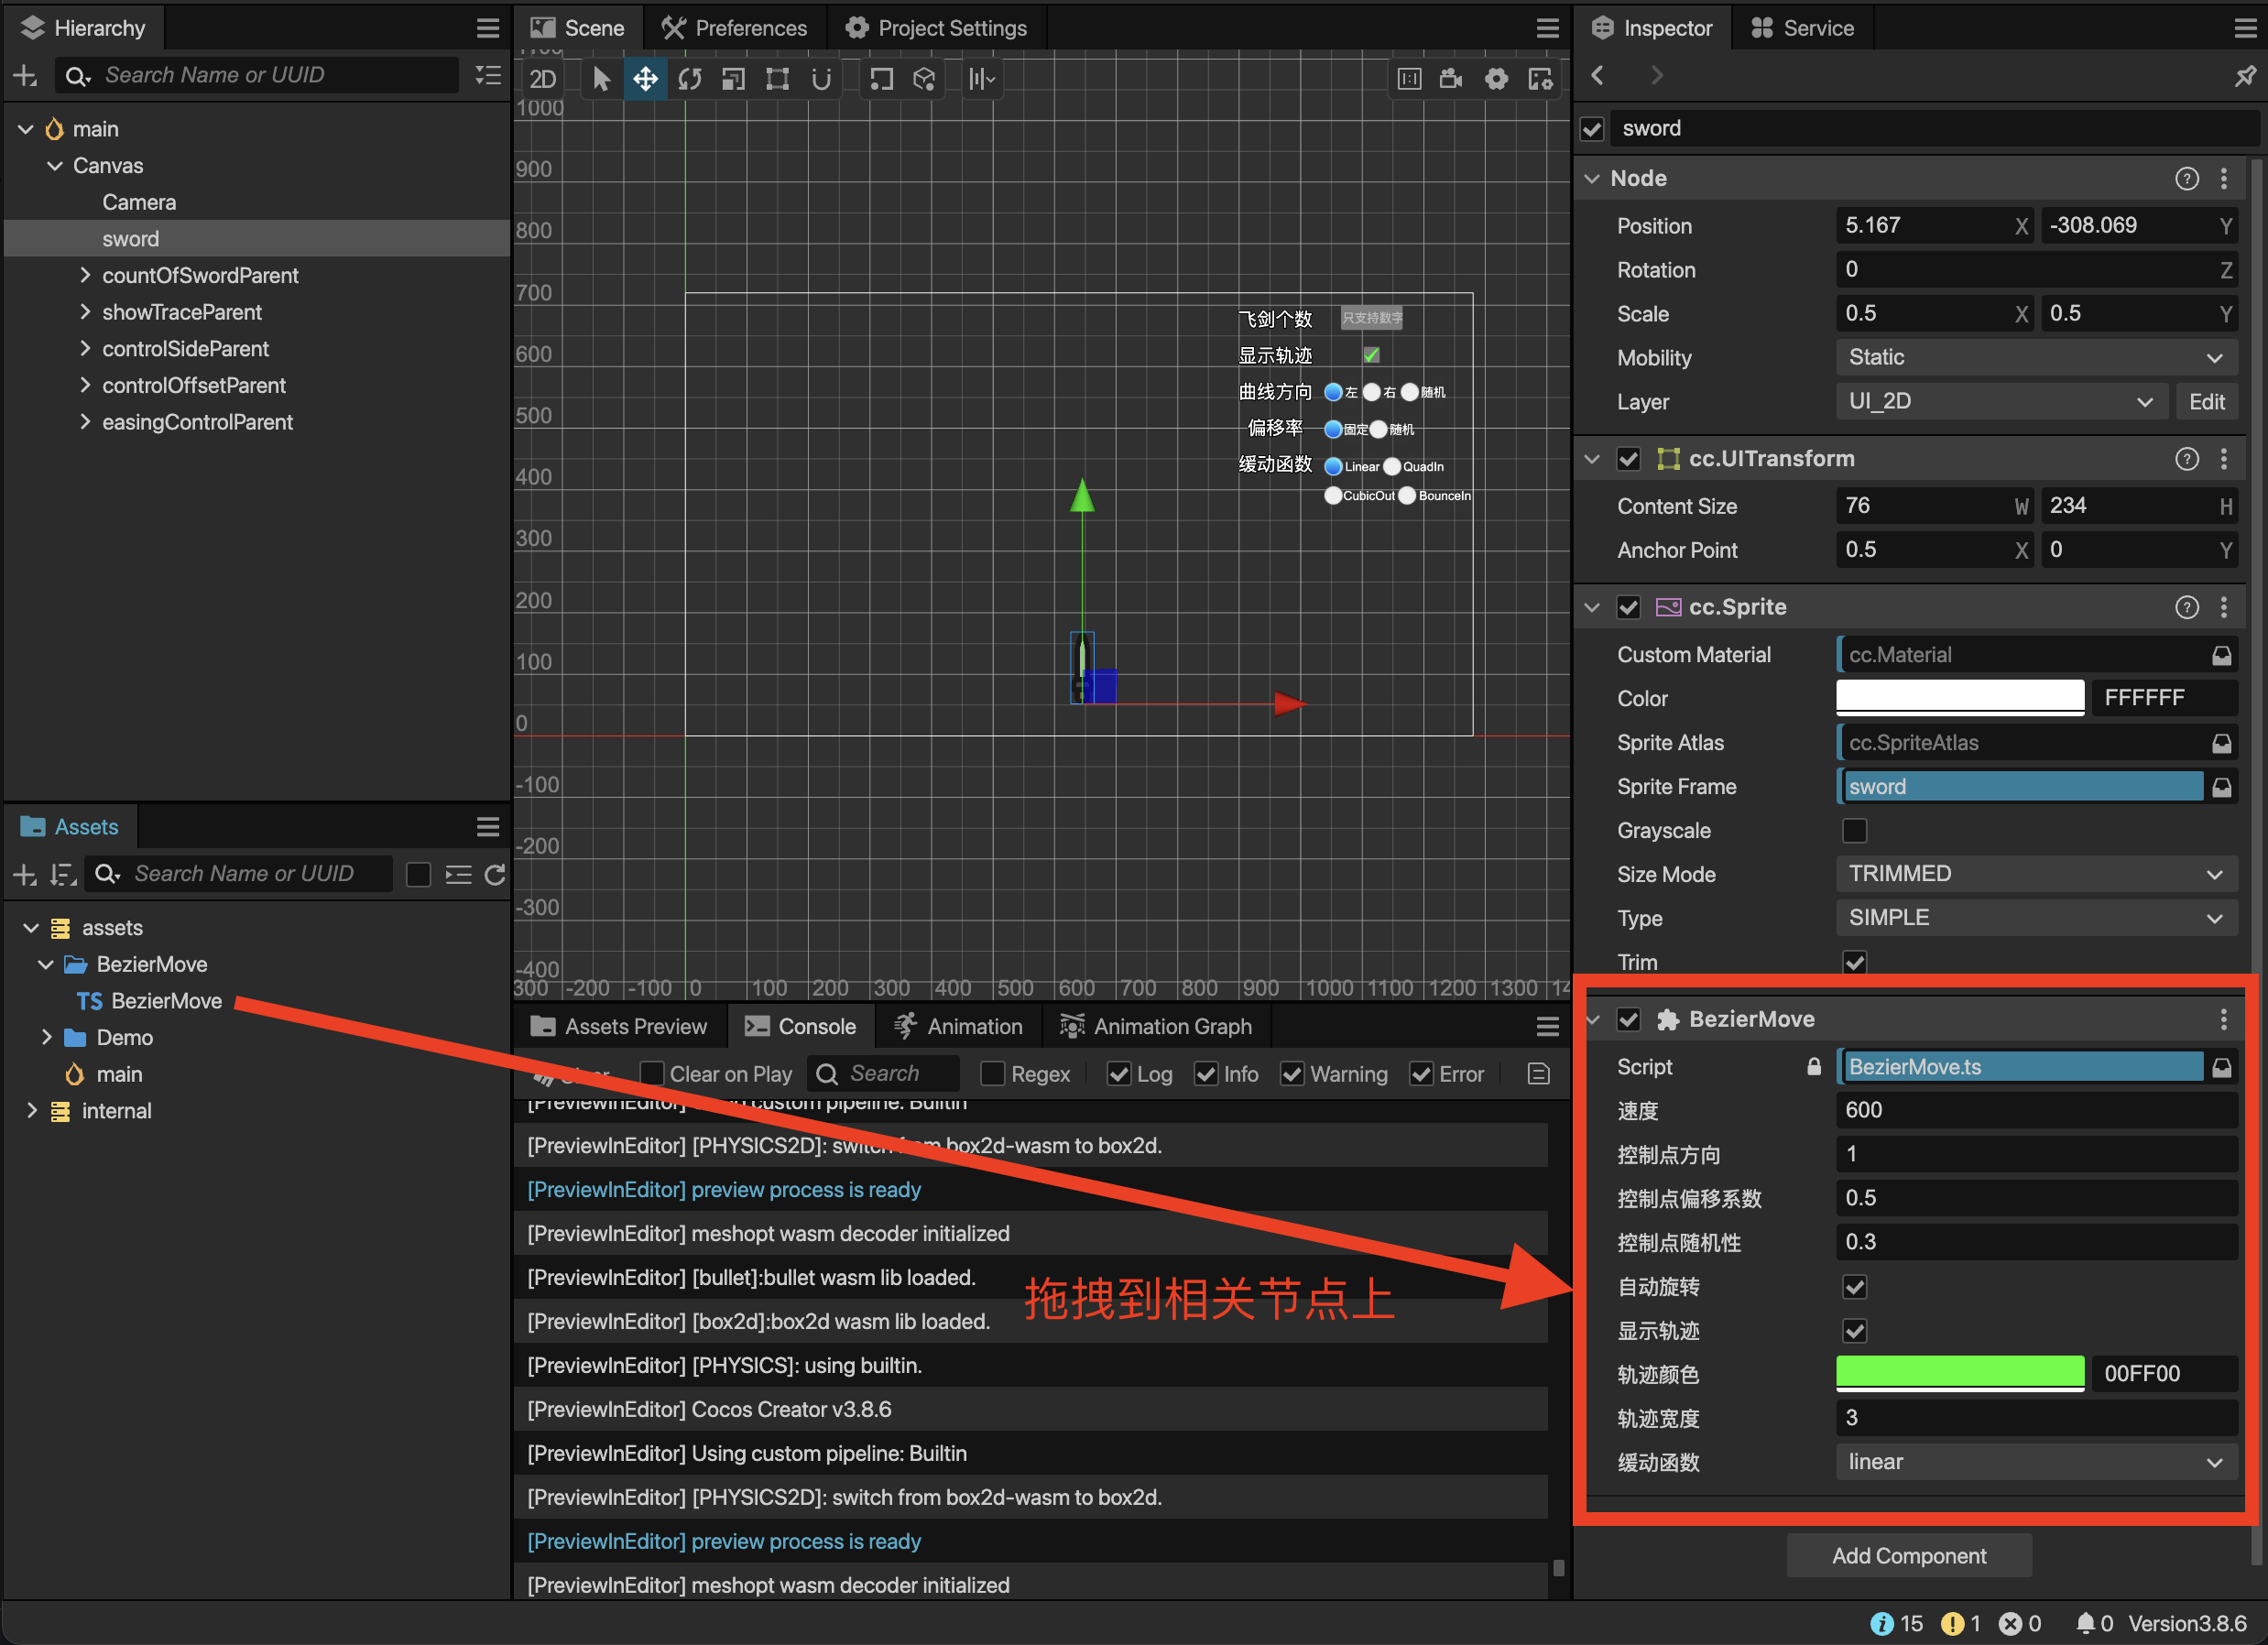 Hierarchy
Search Name or UUID
main
Canvas
Camera
sword
countOfSwordParent
showTraceParent
controlSideParent
controlOffsetParent
easingControlParent
Assets
Search Name or UUID
assets
BezierMove
TS BezierMove
Demo
main
internal
Scene
Preferences
Project Settings
2D
1000
900
800
700
600
500
400
300
200
100
0
-100
-200
-300
-400
300 -200 -100 0 100 200 300 400 500 600 700 800 900 1000 1100 1200 1300
飞剑个数 只支持数字
显示轨迹
曲线方向 左 右 随机
偏移率 固定 随机
缓动函数 Linear QuadIn
CubicOut BounceIn
Assets Preview
Console
Animation
Animation Graph
Clear on Play
Search
Regex
Log
Info
Warning
Error
[PreviewInEditor] Using custom pipeline: Builtin
[PreviewInEditor] [PHYSICS2D]: switch from box2d-wasm to box2d.
[PreviewInEditor] preview process is ready
[PreviewInEditor] meshopt wasm decoder initialized
[PreviewInEditor] [bullet]:bullet wasm lib loaded.
[PreviewInEditor] [box2d]:box2d wasm lib loaded.
[PreviewInEditor] [PHYSICS]: using builtin.
[PreviewInEditor] Cocos Creator v3.8.6
[PreviewInEditor] Using custom pipeline: Builtin
[PreviewInEditor] [PHYSICS2D]: switch from box2d-wasm to box2d.
[PreviewInEditor] preview process is ready
[PreviewInEditor] meshopt wasm decoder initialized
拖拽到相关节点上
Inspector
Service
sword
Node
Position 5.167 X -308.069 Y
Rotation 0 Z
Scale 0.5 X 0.5 Y
Mobility Static
Layer UI_2D Edit
cc.UITransform
Content Size 76 W 234 H
Anchor Point 0.5 X 0 Y
cc.Sprite
Custom Material cc.Material
Color FFFFFF
Sprite Atlas cc.SpriteAtlas
Sprite Frame sword
Grayscale
Size Mode TRIMMED
Type SIMPLE
Trim
BezierMove
Script BezierMove.ts
速度 600
控制点方向 1
控制点偏移系数 0.5
控制点随机性 0.3
自动旋转
显示轨迹
轨迹颜色 00FF00
轨迹宽度 3
缓动函数 linear
Add Component
15 1 0 0 Version3.8.6